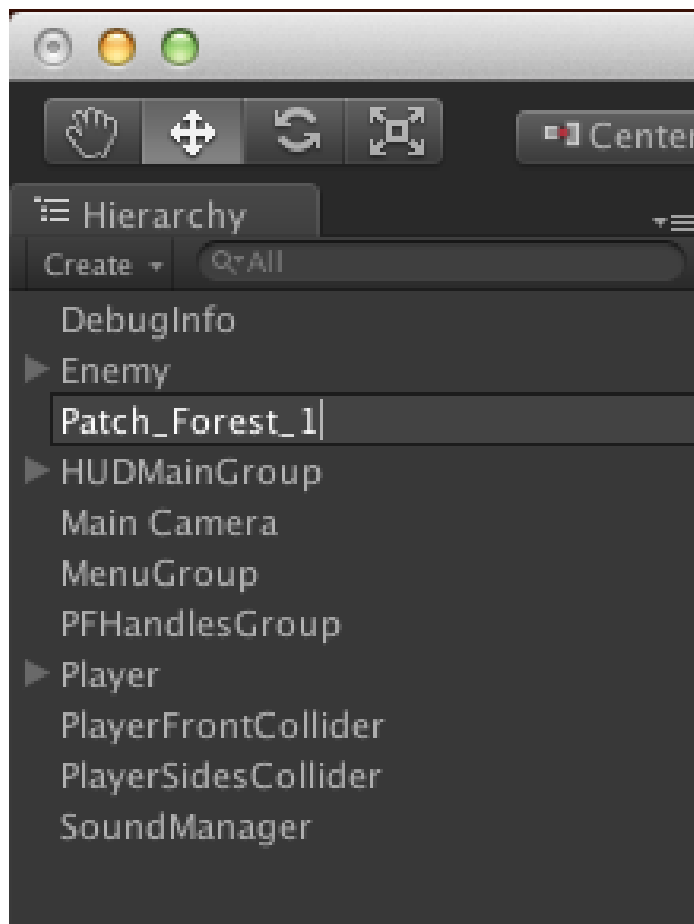 Center
Hierarchy
Create
All
DebugInfo
Enemy
Patch_Forest_1
HUDMainGroup
Main Camera
MenuGroup
PFHandlesGroup
Player
PlayerFrontCollider
PlayerSidesCollider
SoundManager